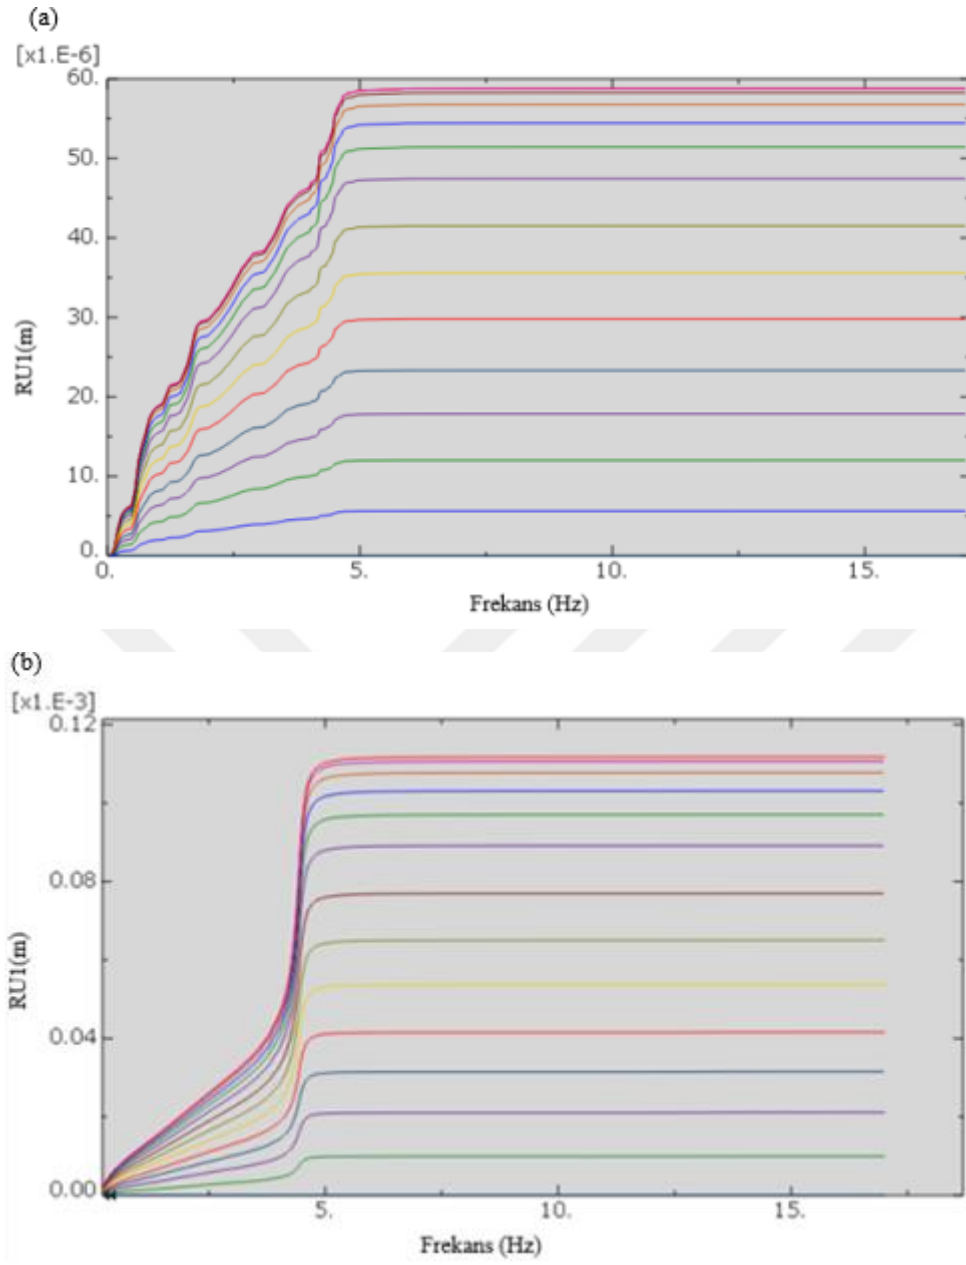 (a)
[x1.E-6]
60.
50.
40.
30.
20.
10.
0.
RU1(m)
0. 5. 10. 15.
Frekans (Hz)
(b)
[x1.E-3]
0.12
0.08
0.04
0.00
RU1(m)
5. 10. 15.
Frekans (Hz)